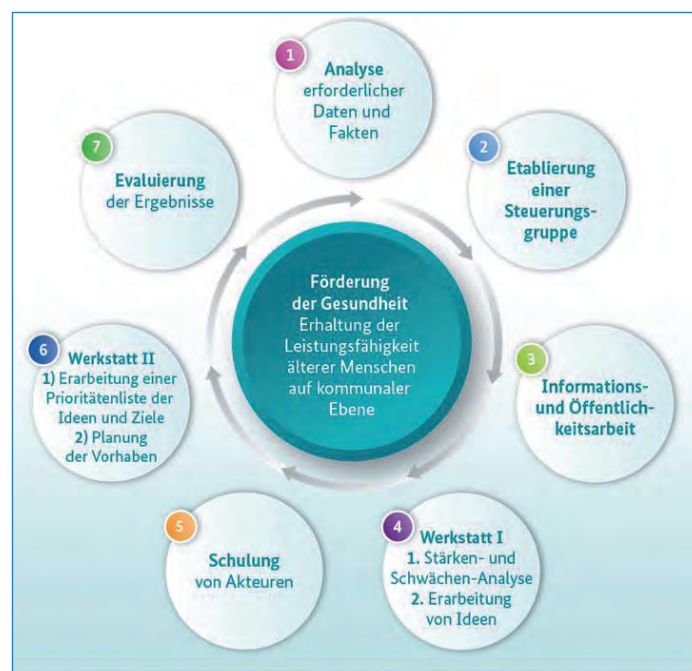 1
Analyse
erforderlicher
Daten und
Fakten
2
Etablierung
einer
Steuerungs-
gruppe
3
Informations-
und Öffentlich-
keitsarbeit
4
Werkstatt I
1. Stärken- und
Schwächen-Analyse
2. Erarbeitung
von Ideen
5
Schulung
von Akteuren
6
Werkstatt II
1) Erarbeitung einer
Prioritätenliste der
Ideen und Ziele
2) Planung
der Vorhaben
7
Evaluierung
der Ergebnisse
Förderung
der Gesundheit
Erhaltung der
Leistungsfähigkeit
älterer Menschen
auf kommunaler
Ebene